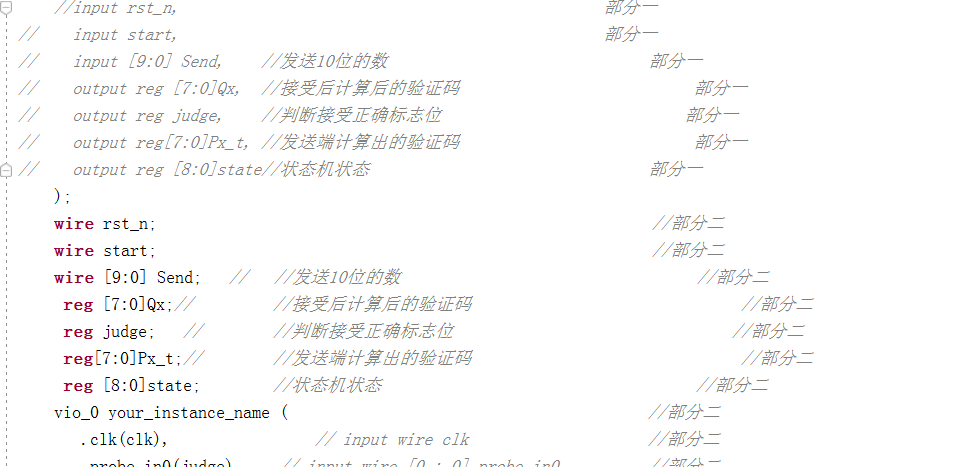 //input rst_n, 部分一
// input start, 部分一
// input [9:0] Send, //发送10位的数 部分一
// output reg [7:0]Qx, //接受后计算后的验证码 部分一
// output reg judge, //判断接受正确标志位 部分一
// output reg[7:0]Px_t, //发送端计算出的验证码 部分一
// output reg [8:0]state//状态机状态 部分一
);
wire rst_n; //部分二
wire start; //部分二
wire [9:0] Send; // //发送10位的数 //部分二
reg [7:0]Qx;// //接受后计算后的验证码 //部分二
reg judge; // //判断接受正确标志位 //部分二
reg[7:0]Px_t;// //发送端计算出的验证码 //部分二
reg [8:0]state; //状态机状态 //部分二
vio_0 your_instance_name ( //部分二
.clk(clk), // input wire clk //部分二
.probe_in0(judge), // input wire [0 : 0] probe_in0 //部分二